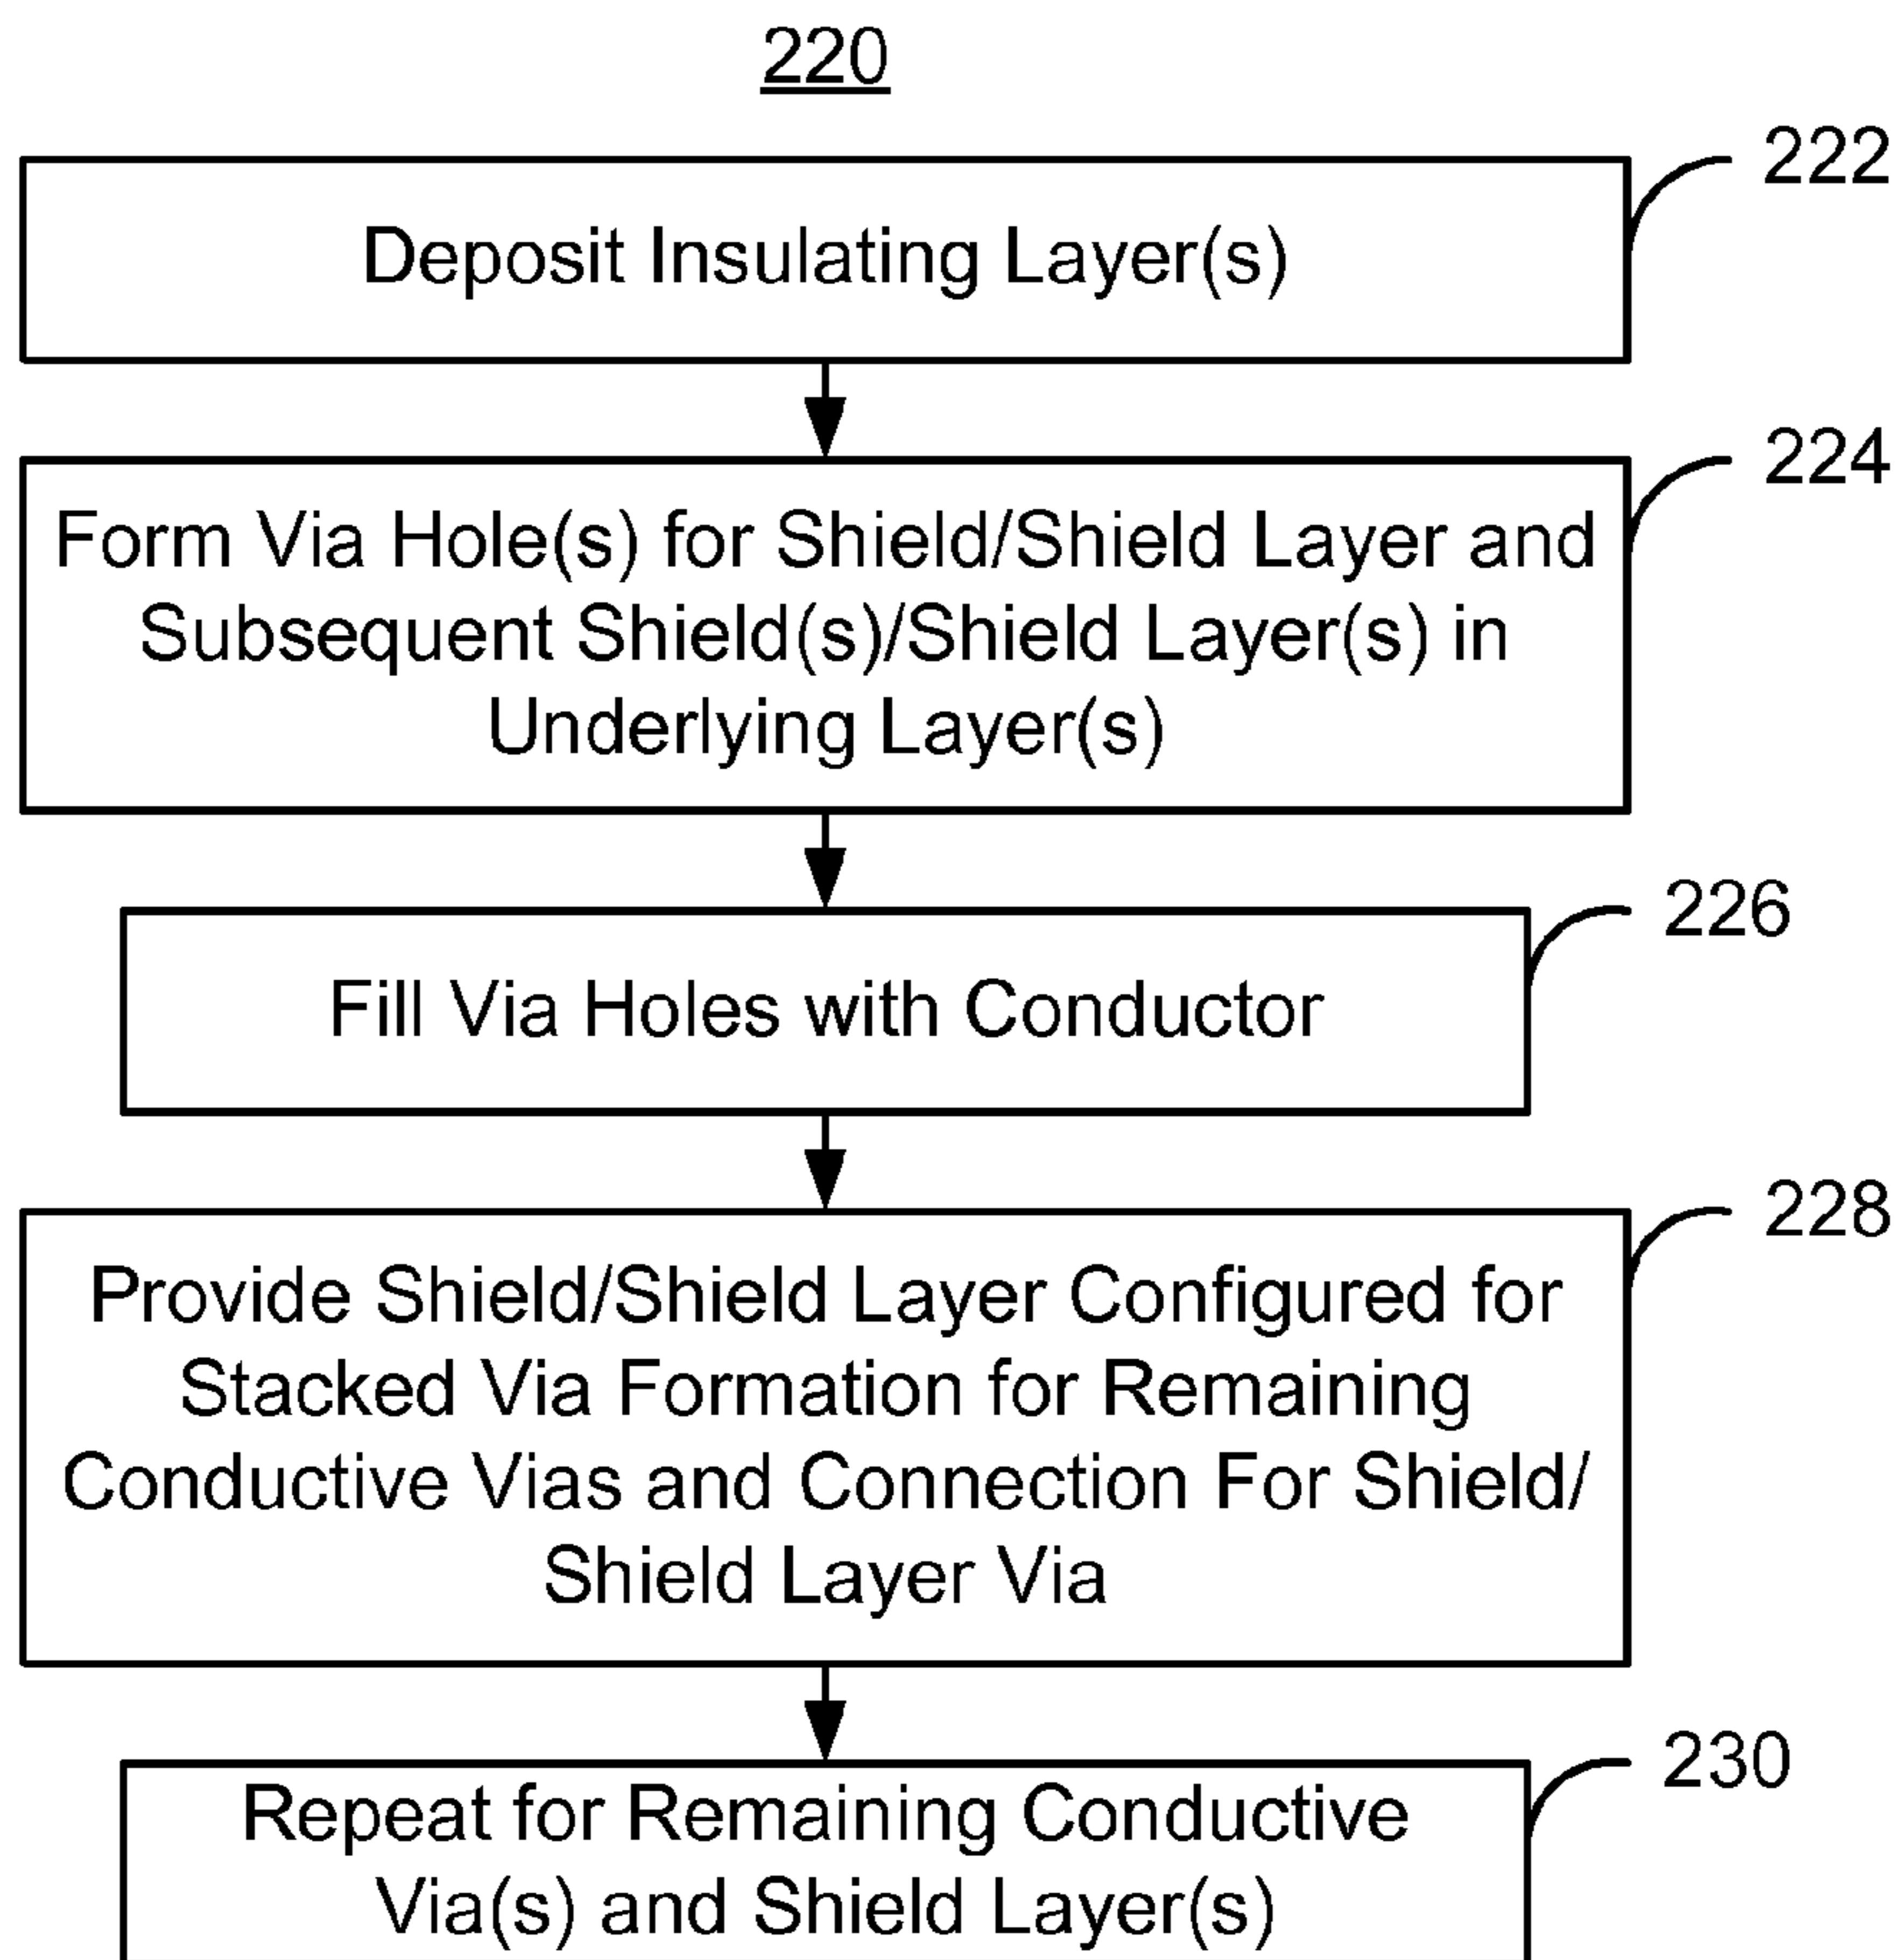 220
222
Deposit Insulating Layer(s)
224
Form Via Hole(s) for Shield/Shield Layer and
Subsequent Shield(s)/Shield Layer(s) in
Underlying Layer(s)
226
Fill Via Holes with Conductor
228
Provide Shield/Shield Layer Configured for
Stacked Via Formation for Remaining
Conductive Vias and Connection For Shield/
Shield Layer Via
230
Repeat for Remaining Conductive
Via(s) and Shield Layer(s)